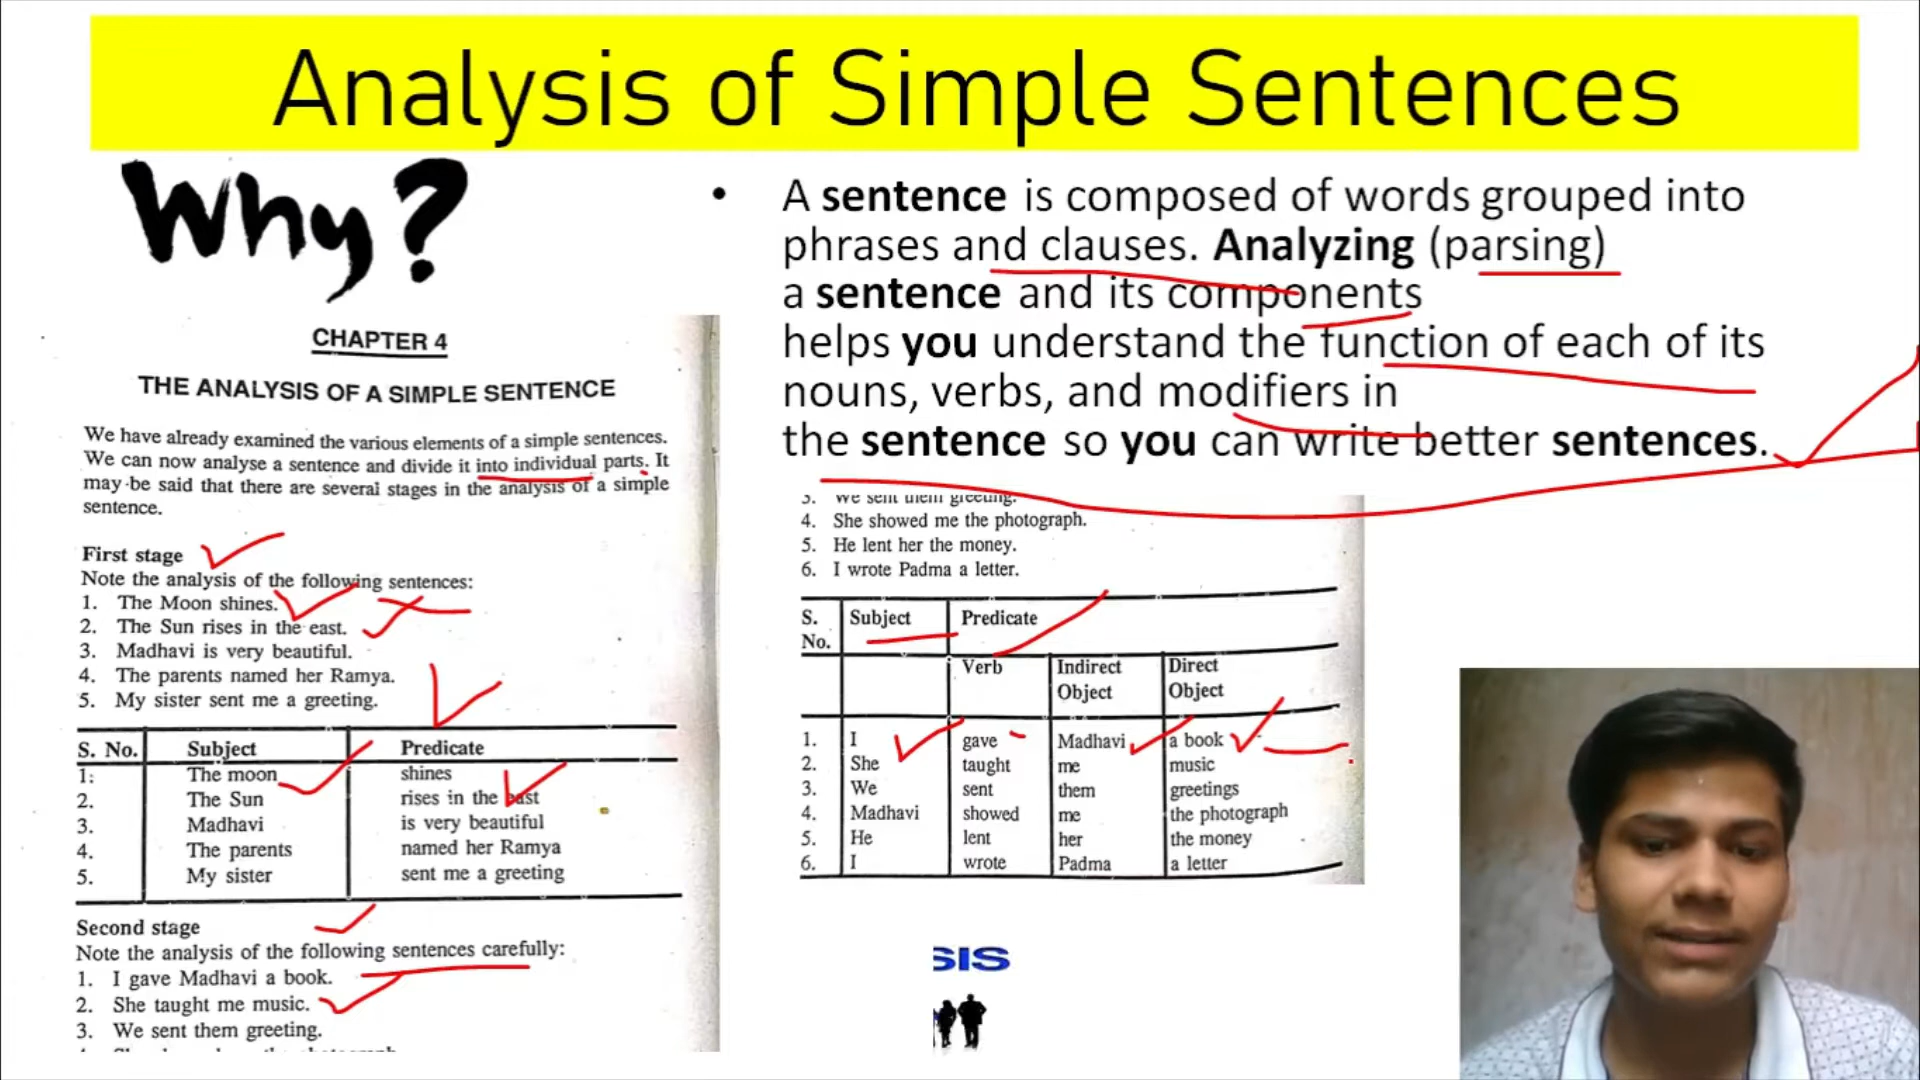 Analysis of Simple Sentences
Why?
• A sentence is composed of words grouped into
phrases and clauses. Analyzing (parsing)
a sentence and its components
helps you understand the function of each of its
nouns, verbs, and modifiers in
the sentence so you can write better sentences.
CHAPTER 4
THE ANALYSIS OF A SIMPLE SENTENCE
We have already examined the various elements of a simple sentences.
We can now analyse a sentence and divide it into individual parts. It
may be said that there are several stages in the analysis of a simple
sentence.
First stage
Note the analysis of the following sentences:
1. The Moon shines.
2. The Sun rises in the east.
3. Madhavi is very beautiful.
4. The parents named her Ramya.
5. My sister sent me a greeting.
S. No. Subject Predicate
1: The moon shines
2. The Sun rises in the east
3. Madhavi is very beautiful
4. The parents named her Ramya
5. My sister sent me a greeting
Second stage
Note the analysis of the following sentences carefully:
1. I gave Madhavi a book.
2. She taught me music.
3. We sent them greeting.
3. We sent them greeting.
4. She showed me the photograph.
5. He lent her the money.
6. I wrote Padma a letter.
S. Subject Predicate
No.
Verb Indirect Direct
Object Object
1. I gave Madhavi a book
2. She taught me music
3. We sent them greetings
4. Madhavi showed me the photograph
5. He lent her the money
6. I wrote Padma a letter
SIS